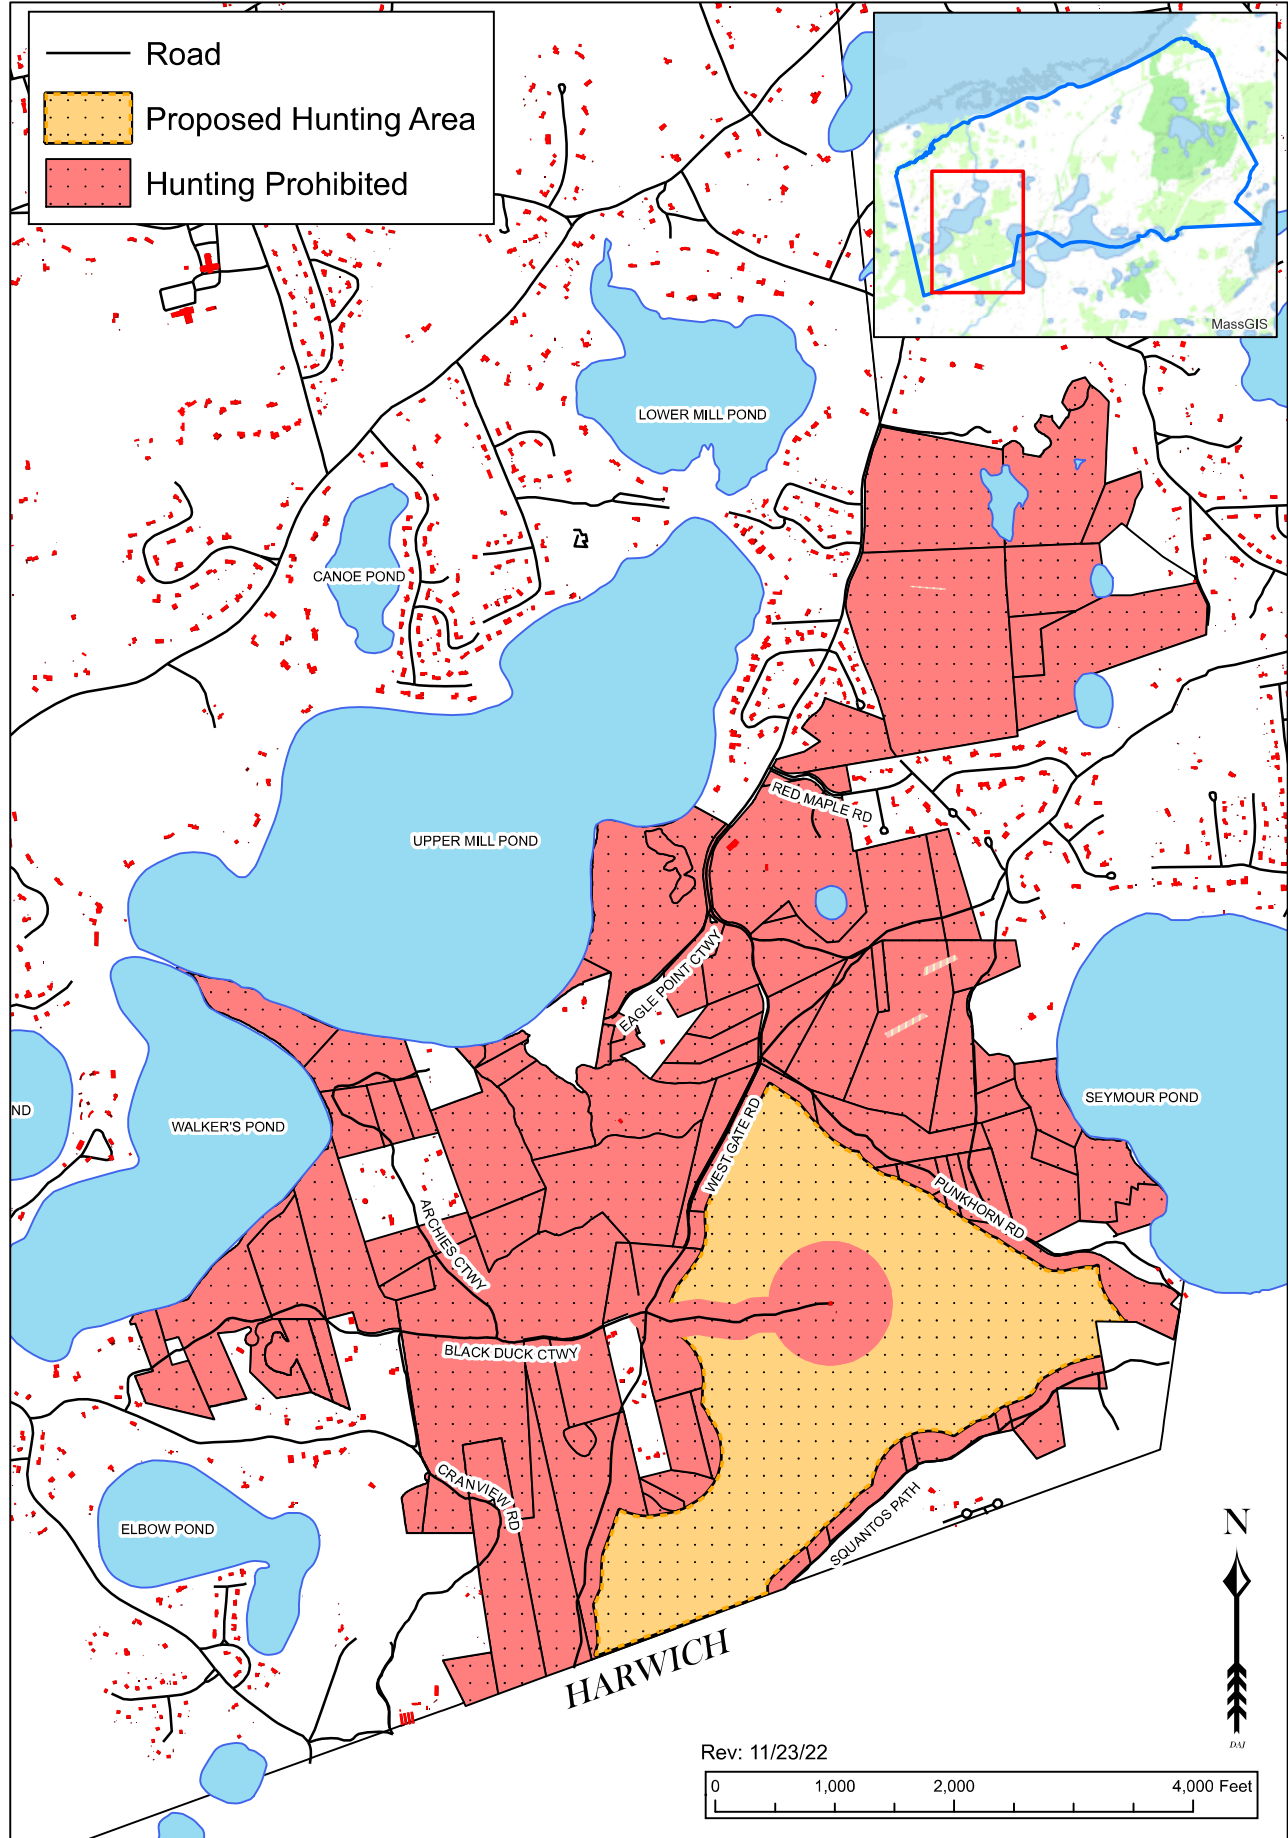 Road
Proposed Hunting Area
Hunting Prohibited
MassGIS
LOWER MILL POND
CANOE POND
RED MAPLE RD
UPPER MILL POND
EAGLE POINT CTWY
ND
WALKER'S POND
SEYMOUR POND
WEST GATE RD
PUNKHORN RD
ARCHIES CTWY
BLACK DUCK CTWY
CRANVIEW RD
SQUANTOS PATH
ELBOW POND
HARWICH
N
DAJ
Rev: 11/23/22
0 1,000 2,000 4,000 Feet